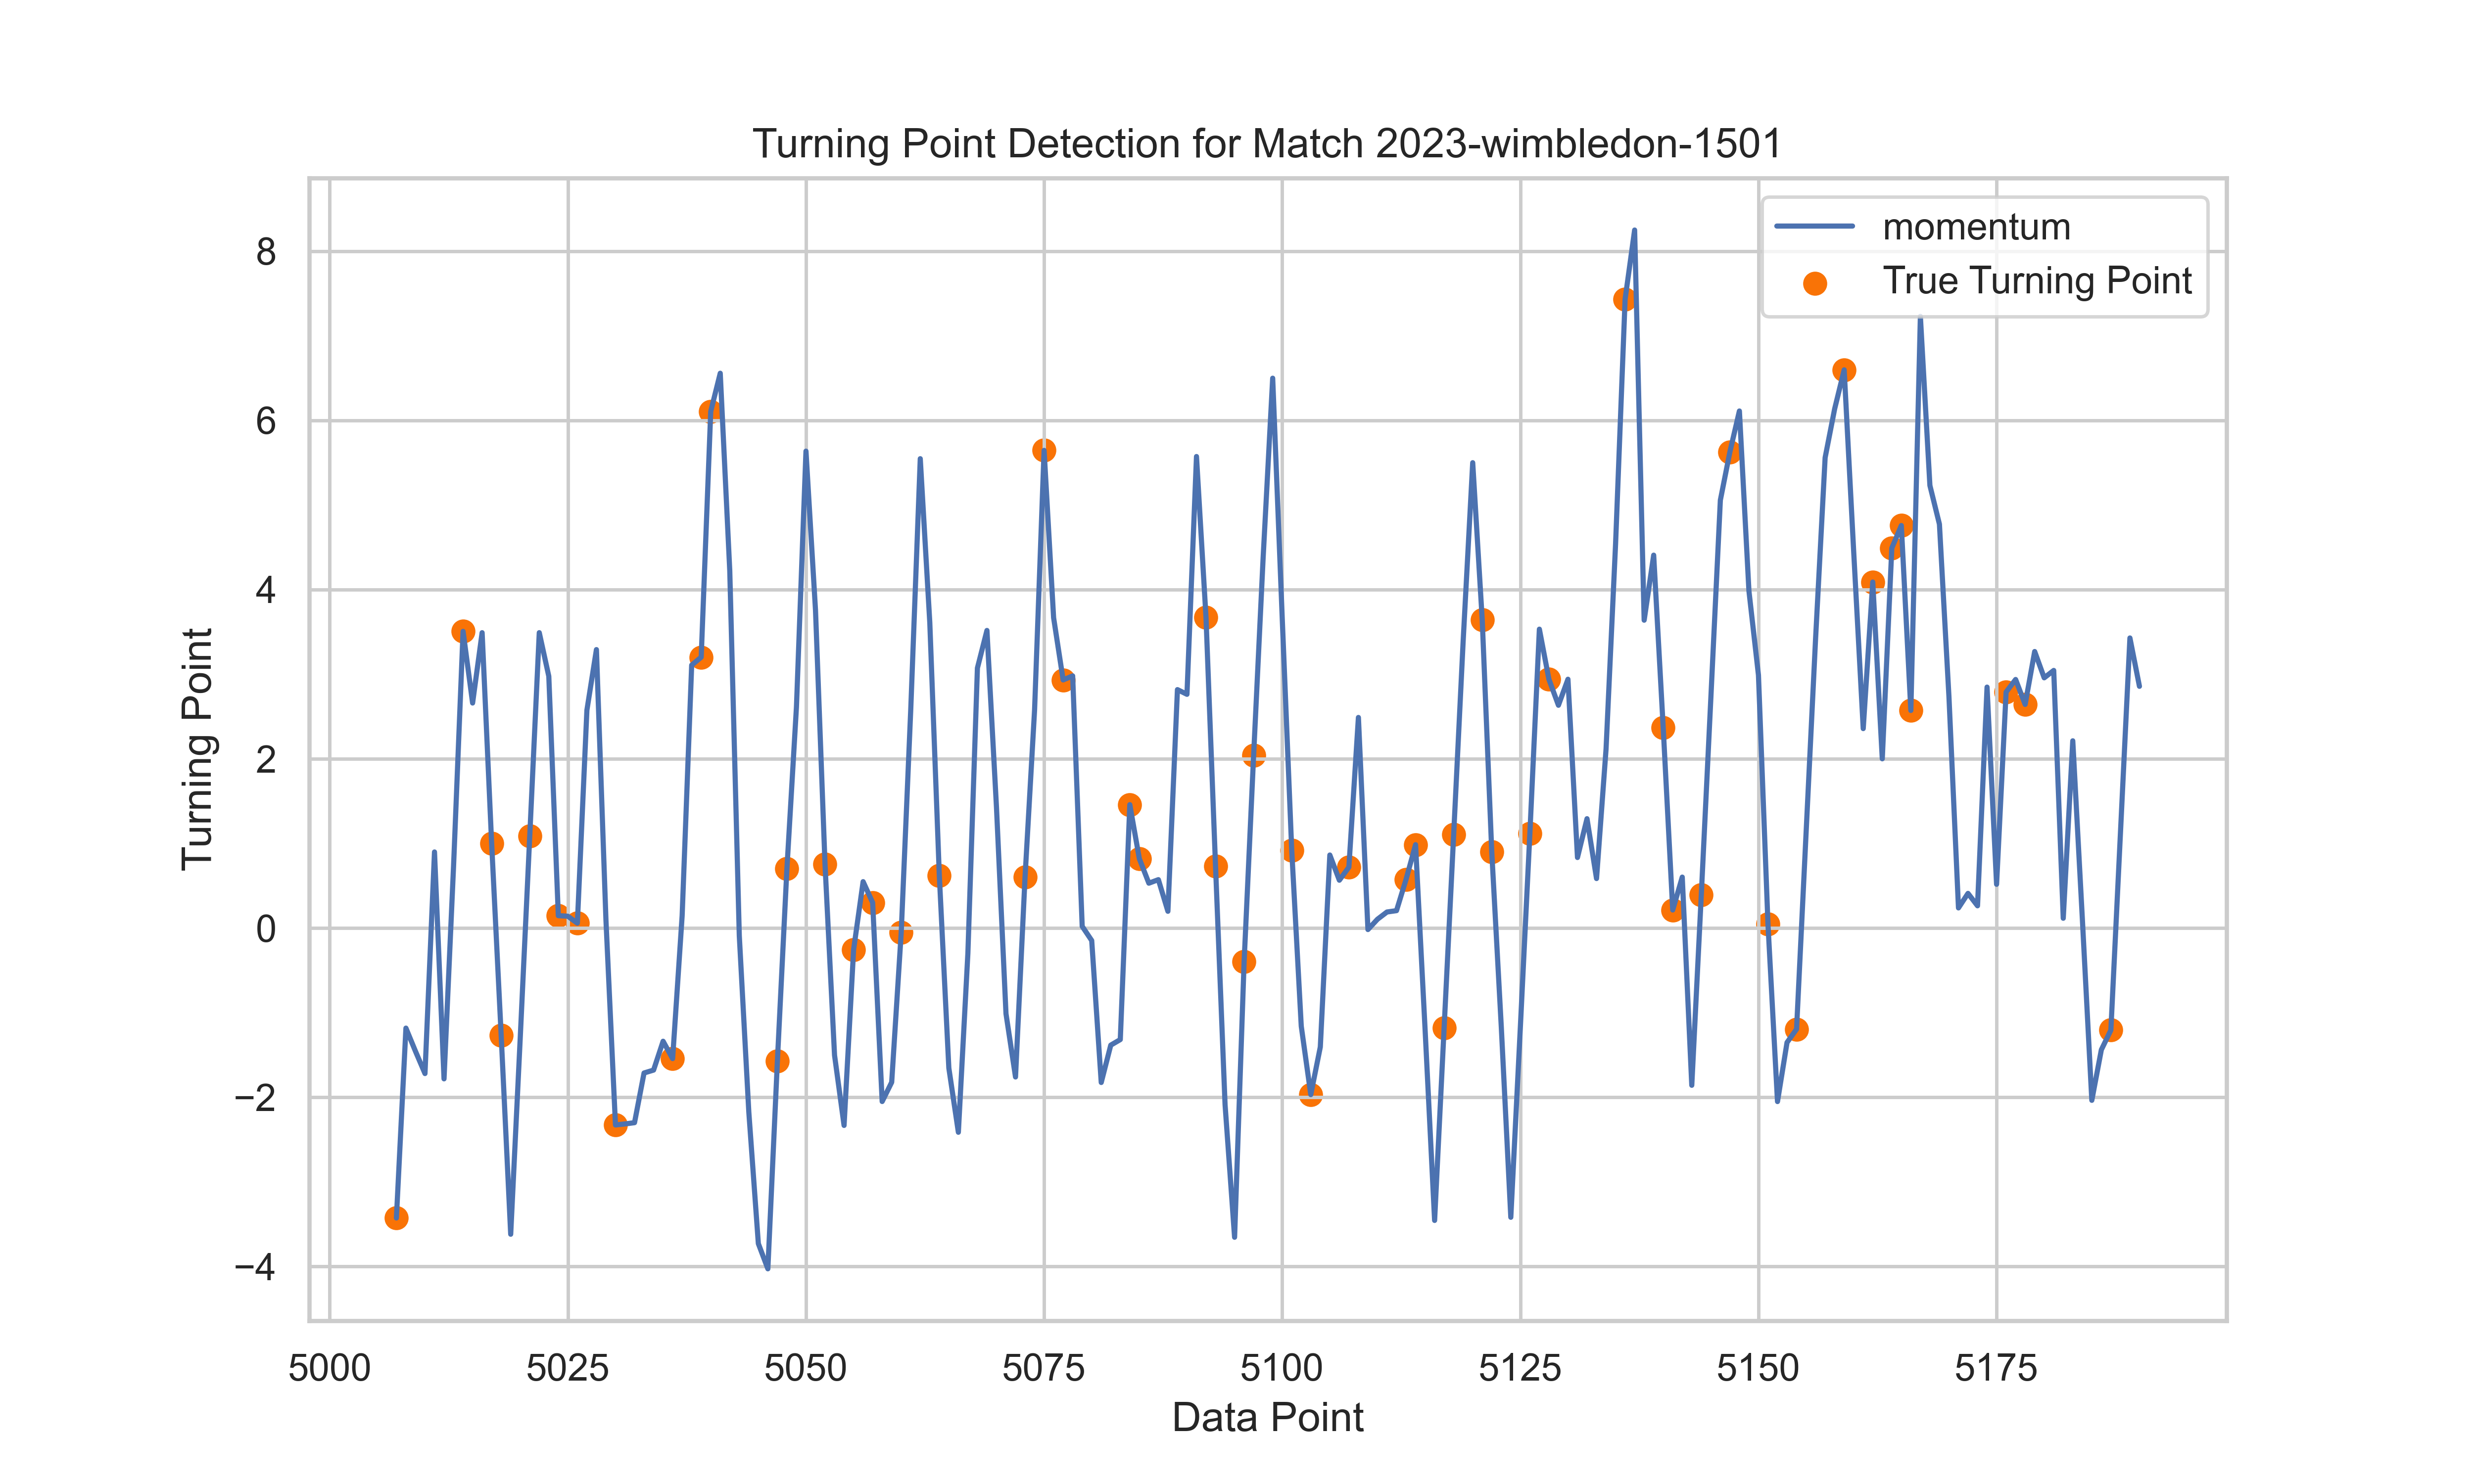 Turning Point Detection for Match 2023-wimbledon-1501
momentum
True Turning Point
Turning Point
8
6
4
2
0
−2
−4
5000 5025 5050 5075 5100 5125 5150 5175
Data Point